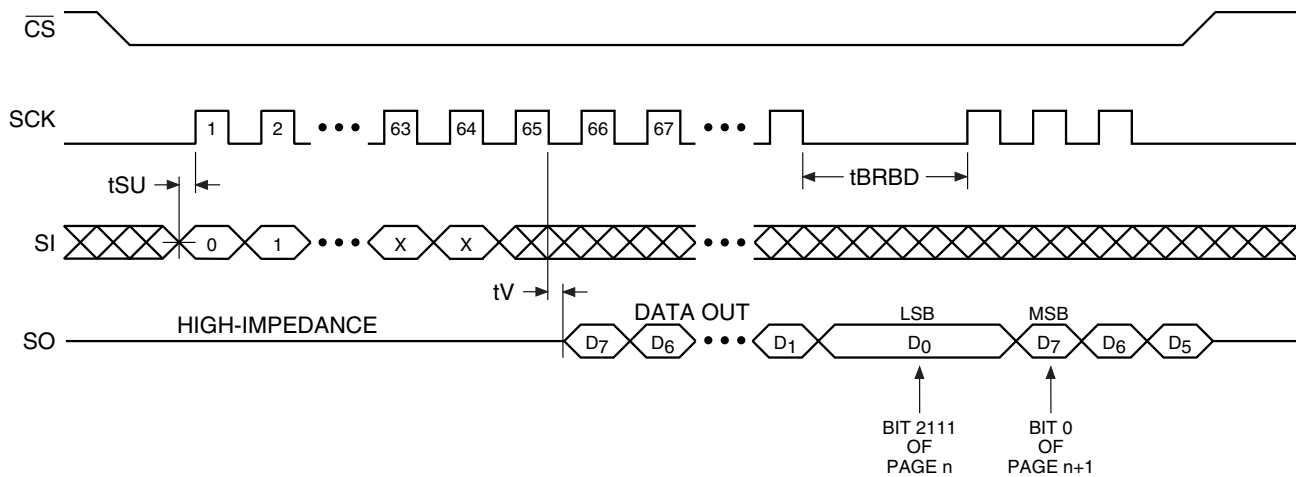 CS
SCK 1 2 ••• 63 64 65 66 67 •••
tSU tBRBD
SI 0 1 ••• X X •••
tV
HIGH-IMPEDANCE DATA OUT LSB MSB
SO D7 D6 ••• D1 D0 D7 D6 D5
BIT 2111
OF
PAGE n
BIT 0
OF
PAGE n+1